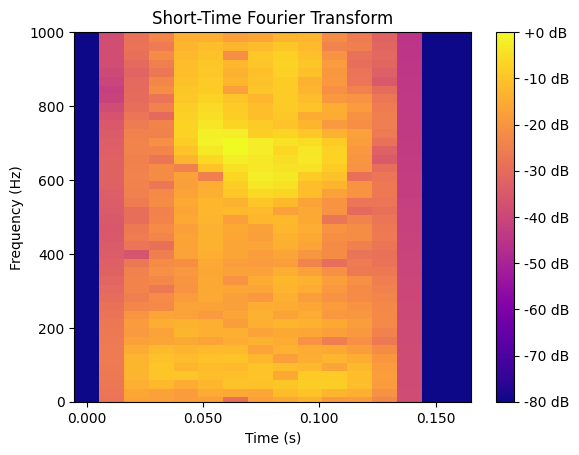 Short-Time Fourier Transform
1000
800
600
400
200
0
Frequency (Hz)
0.000
0.050
0.100
0.150
Time (s)
+0 dB
-10 dB
-20 dB
-30 dB
-40 dB
-50 dB
-60 dB
-70 dB
-80 dB